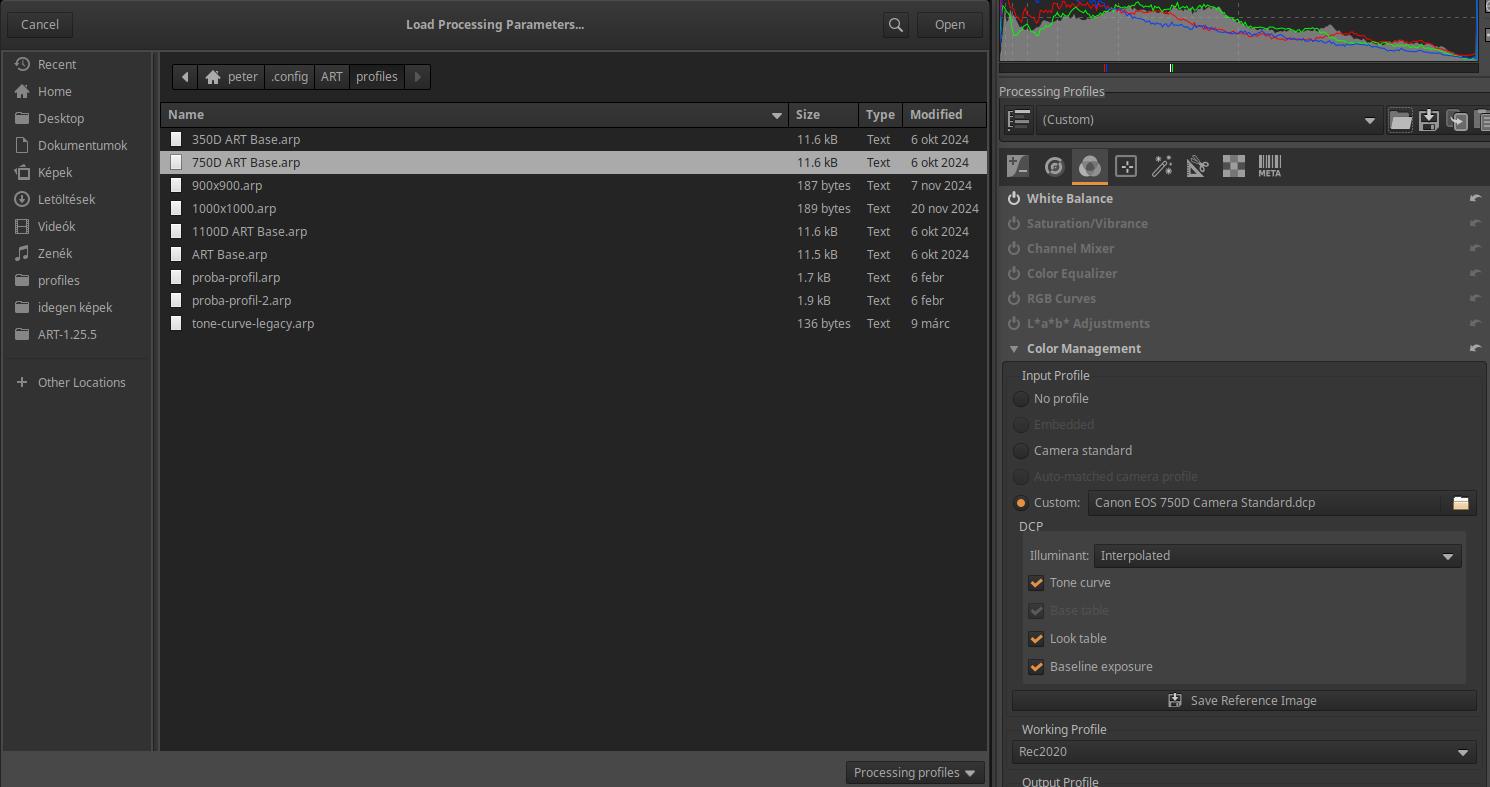 Cancel
Load Processing Parameters...
Open
Recent
Home
Desktop
Dokumentumok
Képek
Letöltések
Videók
Zenék
profiles
idegen képek
ART-1.25.5
Other Locations
peter .config ART profiles
Name Size Type Modified
350D ART Base.arp 11.6 kB Text 6 okt 2024
750D ART Base.arp 11.6 kB Text 6 okt 2024
900x900.arp 187 bytes Text 7 nov 2024
1000x1000.arp 189 bytes Text 20 nov 2024
1100D ART Base.arp 11.6 kB Text 6 okt 2024
ART Base.arp 11.5 kB Text 6 okt 2024
proba-profil.arp 1.7 kB Text 6 febr
proba-profil-2.arp 1.9 kB Text 6 febr
tone-curve-legacy.arp 136 bytes Text 9 márc
Processing profiles
Processing Profiles
(Custom)
META
White Balance
Saturation/Vibrance
Channel Mixer
Color Equalizer
RGB Curves
L*a*b* Adjustments
Color Management
Input Profile
No profile
Embedded
Camera standard
Auto-matched camera profile
Custom: Canon EOS 750D Camera Standard.dcp
DCP
Illuminant: Interpolated
Tone curve
Base table
Look table
Baseline exposure
Save Reference Image
Working Profile
Rec2020
Output Profile